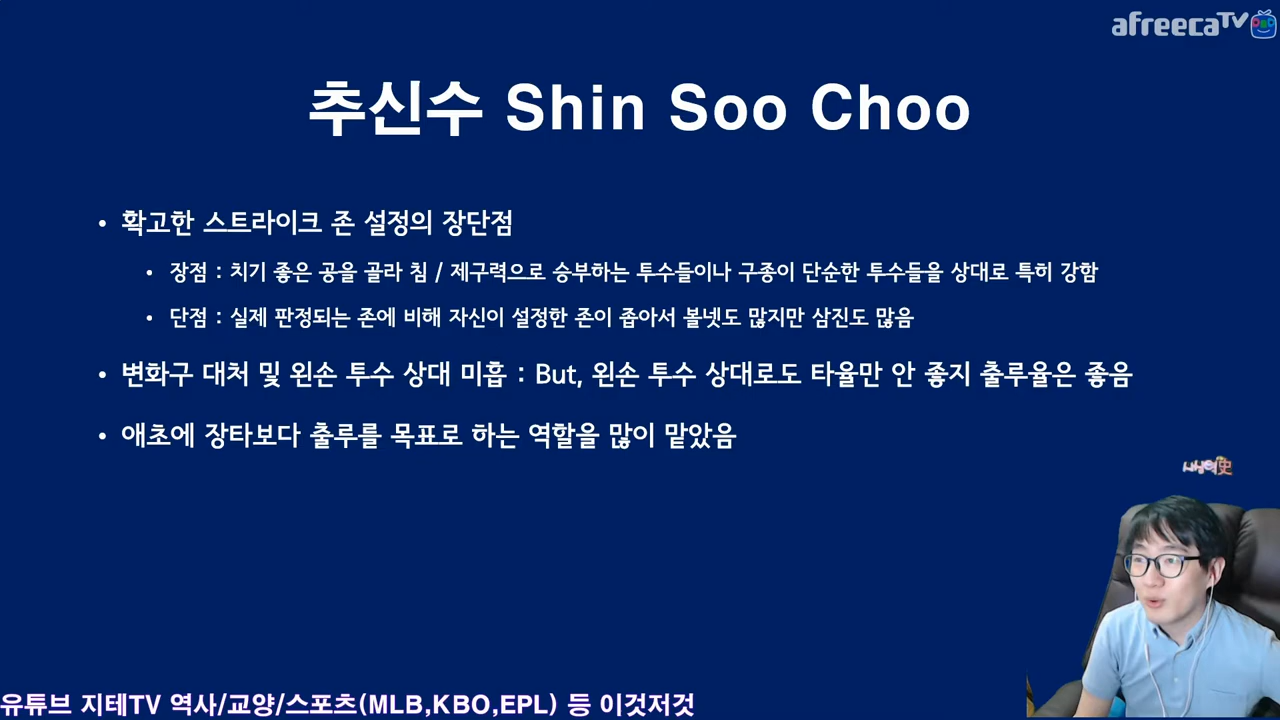 afreecaTV
추신수 Shin Soo Choo
• 확고한 스트라이크 존 설정의 장단점
• 장점 : 치기 좋은 공을 골라 침 / 제구력으로 승부하는 투수들이나 구종이 단순한 투수들을 상대로 특히 강함
• 단점 : 실제 판정되는 존에 비해 자신이 설정한 존이 좁아서 볼넷도 많지만 삼진도 많음
• 변화구 대처 및 왼손 투수 상대 미흡 : But, 왼손 투수 상대로도 타율만 안 좋지 출루율은 좋음
• 애초에 장타보다 출루를 목표로 하는 역할을 많이 맡았음
유튜브 지테TV 역사/교양/스포츠(MLB,KBO,EPL) 등 이것저것